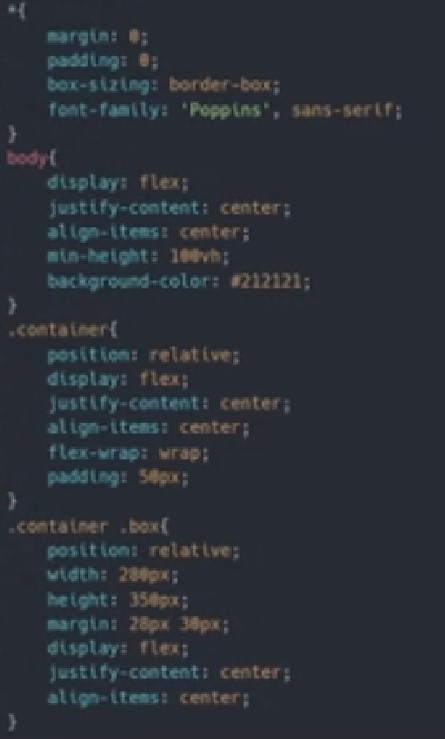 *{
margin: 0;
padding: 0;
box-sizing: border-box;
font-family: 'Poppins', sans-serif;
}
body{
display: flex;
justify-content: center;
align-items: center;
min-height: 100vh;
background-color: #212121;
}
.container{
position: relative;
display: flex;
justify-content: center;
align-items: center;
flex-wrap: wrap;
padding: 50px;
}
.container .box{
position: relative;
width: 280px;
height: 350px;
margin: 28px 30px;
display: flex;
justify-content: center;
align-items: center;
}